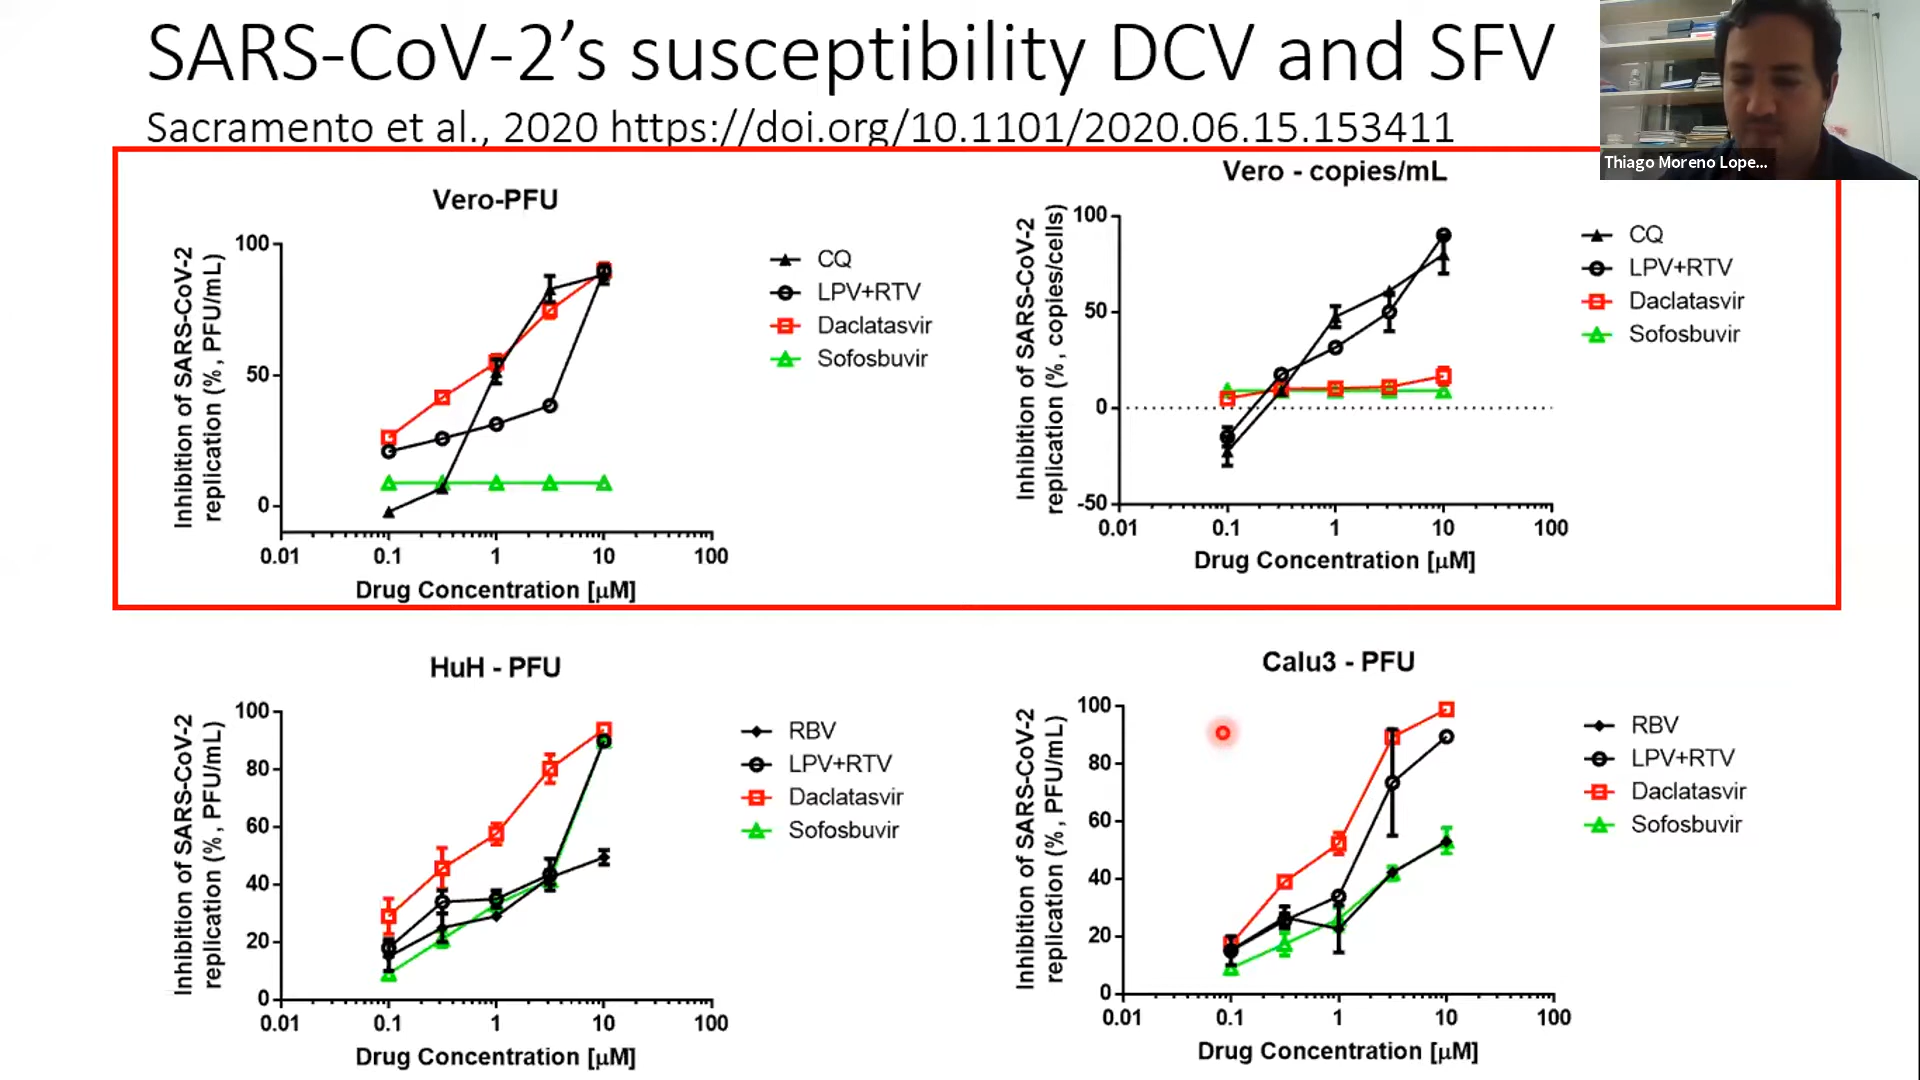 SARS-CoV-2’s susceptibility DCV and SFV
Sacramento et al., 2020 https://doi.org/10.1101/2020.06.15.153411
Thiago Moreno Lope...
Vero-PFU
Inhibition of SARS-CoV-2
replication (%, PFU/mL)
100
50
0
0.01
0.1
1
10
100
Drug Concentration [µM]
CQ
LPV+RTV
Daclatasvir
Sofosbuvir
Vero - copies/mL
Inhibition of SARS-CoV-2
replication (%, copies/cells)
100
50
0
-50
0.01
0.1
1
10
100
Drug Concentration [µM]
CQ
LPV+RTV
Daclatasvir
Sofosbuvir
HuH - PFU
Inhibition of SARS-CoV-2
replication (%, PFU/mL)
100
80
60
40
20
0
0.01
0.1
1
10
100
Drug Concentration [µM]
RBV
LPV+RTV
Daclatasvir
Sofosbuvir
Calu3 - PFU
Inhibition of SARS-CoV-2
replication (%, PFU/mL)
100
80
60
40
20
0
0.01
0.1
1
10
100
Drug Concentration [µM]
RBV
LPV+RTV
Daclatasvir
Sofosbuvir